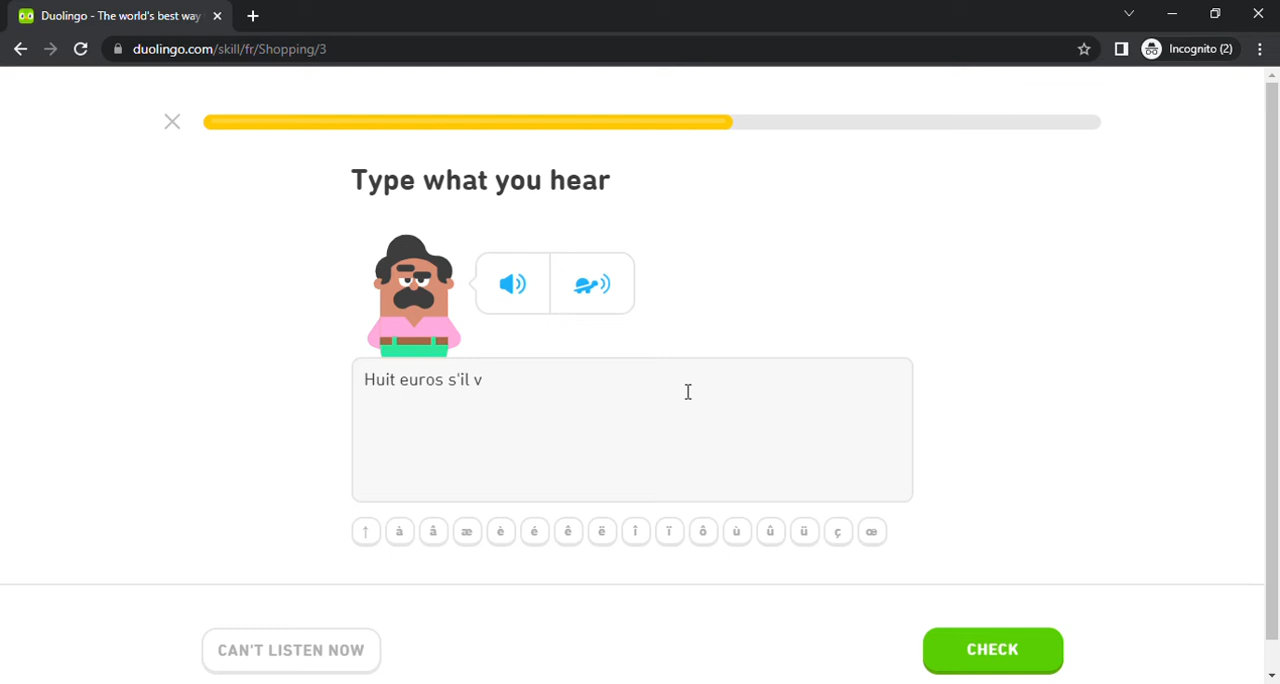 Duolingo - The world's best way
duolingo.com/skill/fr/Shopping/3
Incognito (2)
Type what you hear
Huit euros s'il v
↑ à â æ è é ê ë î ï ô ù û ü ç œ
CAN'T LISTEN NOW
CHECK